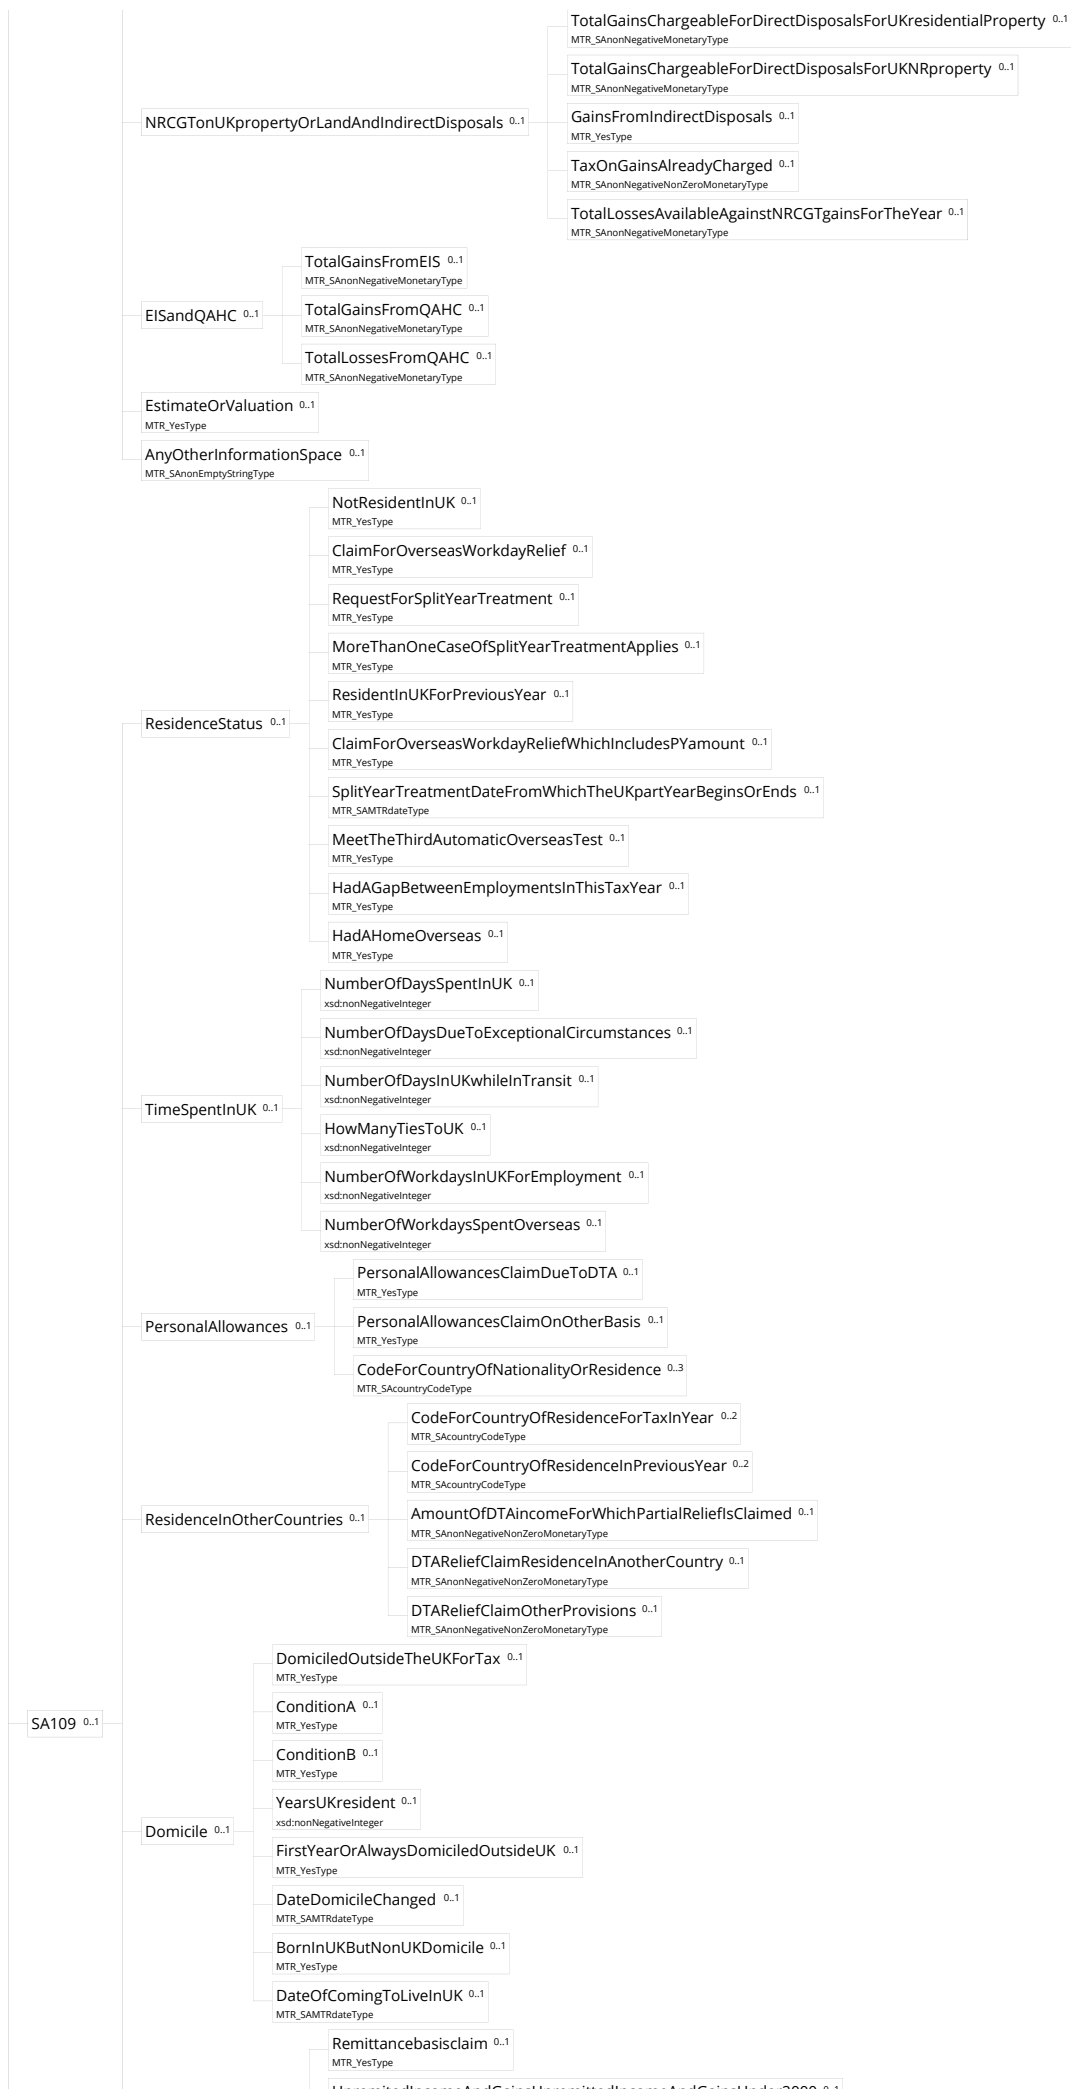 TotalGainsChargeableForDirectDisposalsForUKresidentialProperty 0..1
MTR_SAnonNegativeMonetaryType
TotalGainsChargeableForDirectDisposalsForUKNRproperty 0..1
MTR_SAnonNegativeMonetaryType
NRCGTonUKpropertyOrLandAndIndirectDisposals 0..1
GainsFromIndirectDisposals 0..1
MTR_YesType
TaxOnGainsAlreadyCharged 0..1
MTR_SAnonNegativeNonZeroMonetaryType
TotalLossesAvailableAgainstNRCGTgainsForTheYear 0..1
MTR_SAnonNegativeMonetaryType
TotalGainsFromEIS 0..1
MTR_SAnonNegativeMonetaryType
EISandQAHC 0..1
TotalGainsFromQAHC 0..1
MTR_SAnonNegativeMonetaryType
TotalLossesFromQAHC 0..1
MTR_SAnonNegativeMonetaryType
EstimateOrValuation 0..1
MTR_YesType
AnyOtherInformationSpace 0..1
MTR_SAnonEmptyStringType
NotResidentInUK 0..1
MTR_YesType
ClaimForOverseasWorkdayRelief 0..1
MTR_YesType
RequestForSplitYearTreatment 0..1
MTR_YesType
MoreThanOneCaseOfSplitYearTreatmentApplies 0..1
MTR_YesType
ResidenceStatus 0..1
ResidentInUKForPreviousYear 0..1
MTR_YesType
ClaimForOverseasWorkdayReliefWhichIncludesPYamount 0..1
MTR_YesType
SplitYearTreatmentDateFromWhichTheUKpartYearBeginsOrEnds 0..1
MTR_SAMTRdateType
MeetTheThirdAutomaticOverseasTest 0..1
MTR_YesType
HadAGapBetweenEmploymentsInThisTaxYear 0..1
MTR_YesType
HadAHomeOverseas 0..1
MTR_YesType
NumberOfDaysSpentInUK 0..1
xsd:nonNegativeInteger
NumberOfDaysDueToExceptionalCircumstances 0..1
xsd:nonNegativeInteger
NumberOfDaysInUKwhileInTransit 0..1
xsd:nonNegativeInteger
TimeSpentInUK 0..1
HowManyTiesToUK 0..1
xsd:nonNegativeInteger
NumberOfWorkdaysInUKForEmployment 0..1
xsd:nonNegativeInteger
NumberOfWorkdaysSpentOverseas 0..1
xsd:nonNegativeInteger
PersonalAllowancesClaimDueToDTA 0..1
MTR_YesType
PersonalAllowances 0..1
PersonalAllowancesClaimOnOtherBasis 0..1
MTR_YesType
CodeForCountryOfNationalityOrResidence 0..3
MTR_SAcountryCodeType
CodeForCountryOfResidenceForTaxInYear 0..2
MTR_SAcountryCodeType
CodeForCountryOfResidenceInPreviousYear 0..2
MTR_SAcountryCodeType
ResidenceInOtherCountries 0..1
AmountOfDTAincomeForWhichPartialReliefIsClaimed 0..1
MTR_SAnonNegativeNonZeroMonetaryType
DTAReliefClaimResidenceInAnotherCountry 0..1
MTR_SAnonNegativeNonZeroMonetaryType
DTAReliefClaimOtherProvisions 0..1
MTR_SAnonNegativeNonZeroMonetaryType
DomiciledOutsideTheUKForTax 0..1
MTR_YesType
ConditionA 0..1
MTR_YesType
SA109 0..1
ConditionB 0..1
MTR_YesType
YearsUKresident 0..1
xsd:nonNegativeInteger
Domicile 0..1
FirstYearOrAlwaysDomiciledOutsideUK 0..1
MTR_YesType
DateDomicileChanged 0..1
MTR_SAMTRdateType
BornInUKButNonUKDomicile 0..1
MTR_YesType
DateOfComingToLiveInUK 0..1
MTR_SAMTRdateType
Remittancebasisclaim 0..1
MTR_YesType